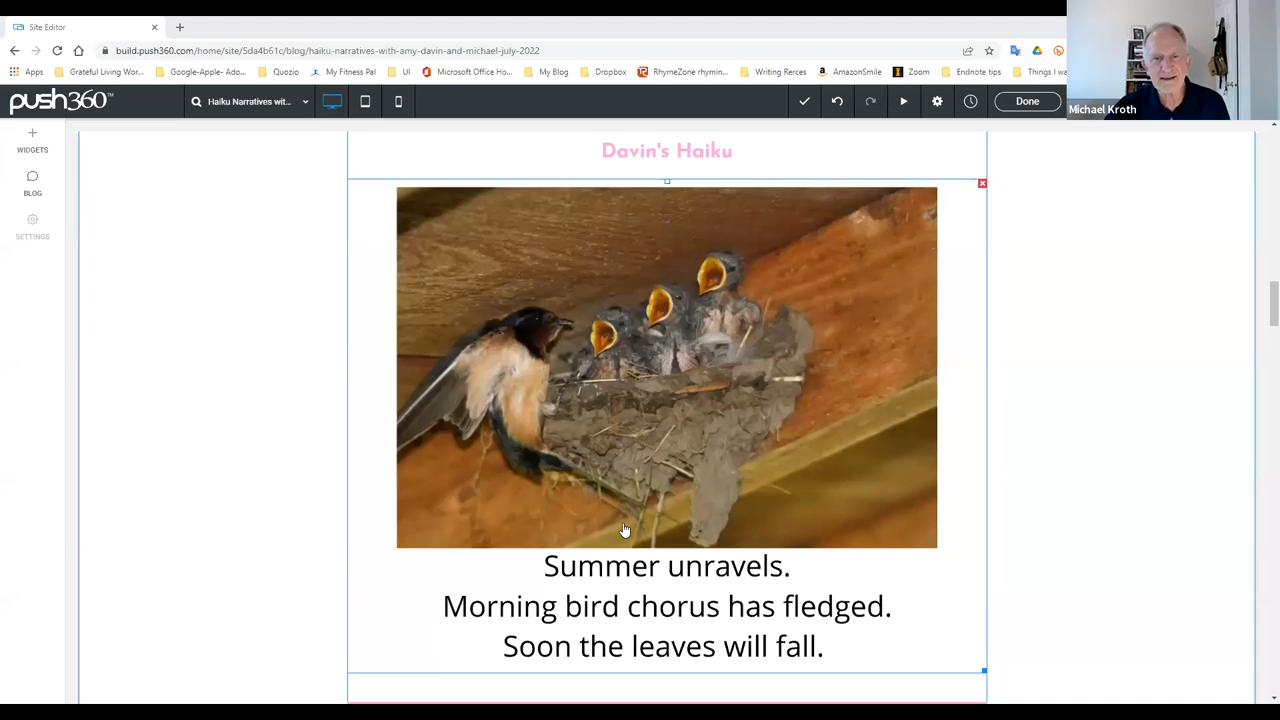 Site Editor
build.push360.com/home/site/5da4b61c/blog/haiku-narratives-with-amy-davin-and-michael-july-2022
Apps Grateful Living Wor... Google-Apple- Ado... Quozio My Fitness Pal UI Microsoft Office Ho... My Blog Dropbox RhymeZone rhymin... Writing Rerces AmazonSmile Zoom Endnote tips Things I wa
push360™ Haiku Narratives wit... Done
Michael Kroth
WIDGETS
BLOG
SETTINGS
Davin's Haiku
Summer unravels.
Morning bird chorus has fledged.
Soon the leaves will fall.